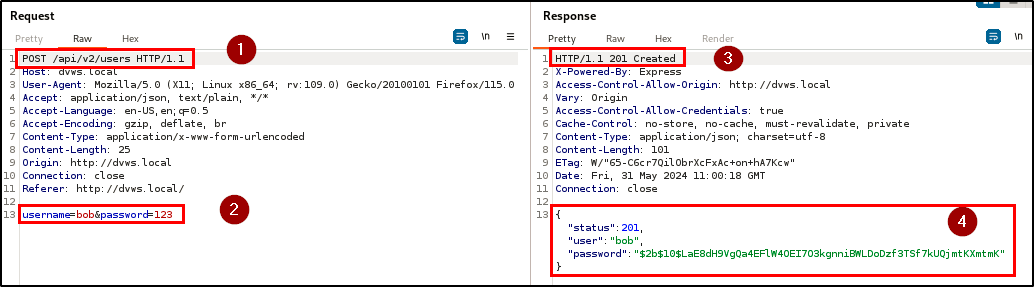 Request
Pretty Raw Hex
\n
1 POST /api/v2/users HTTP/1.1
2 Host: dvws.local
3 User-Agent: Mozilla/5.0 (X11; Linux x86_64; rv:109.0) Gecko/20100101 Firefox/115.0
4 Accept: application/json, text/plain, */*
5 Accept-Language: en-US,en;q=0.5
6 Accept-Encoding: gzip, deflate, br
7 Content-Type: application/x-www-form-urlencoded
8 Content-Length: 25
9 Origin: http://dvws.local
10 Connection: close
11 Referer: http://dvws.local/
12
13 username=bob&password=123
1
2
Response
Pretty Raw Hex Render
\n
1 HTTP/1.1 201 Created
2 X-Powered-By: Express
3 Access-Control-Allow-Origin: http://dvws.local
4 Vary: Origin
5 Access-Control-Allow-Credentials: true
6 Cache-Control: no-store, no-cache, must-revalidate, private
7 Content-Type: application/json; charset=utf-8
8 Content-Length: 101
9 ETag: W/"65-C6cr7QilObrXcFxAc+on+hA7Kcw"
10 Date: Fri, 31 May 2024 11:00:18 GMT
11 Connection: close
12
13 {
"status":201,
"user":"bob",
"password":"$2b$10$LaE8dH9VgQa4EFlW4OEI7O3kgnniBWLDoDzf3TSf7kUQjmtKXmtmK"
}
3
4